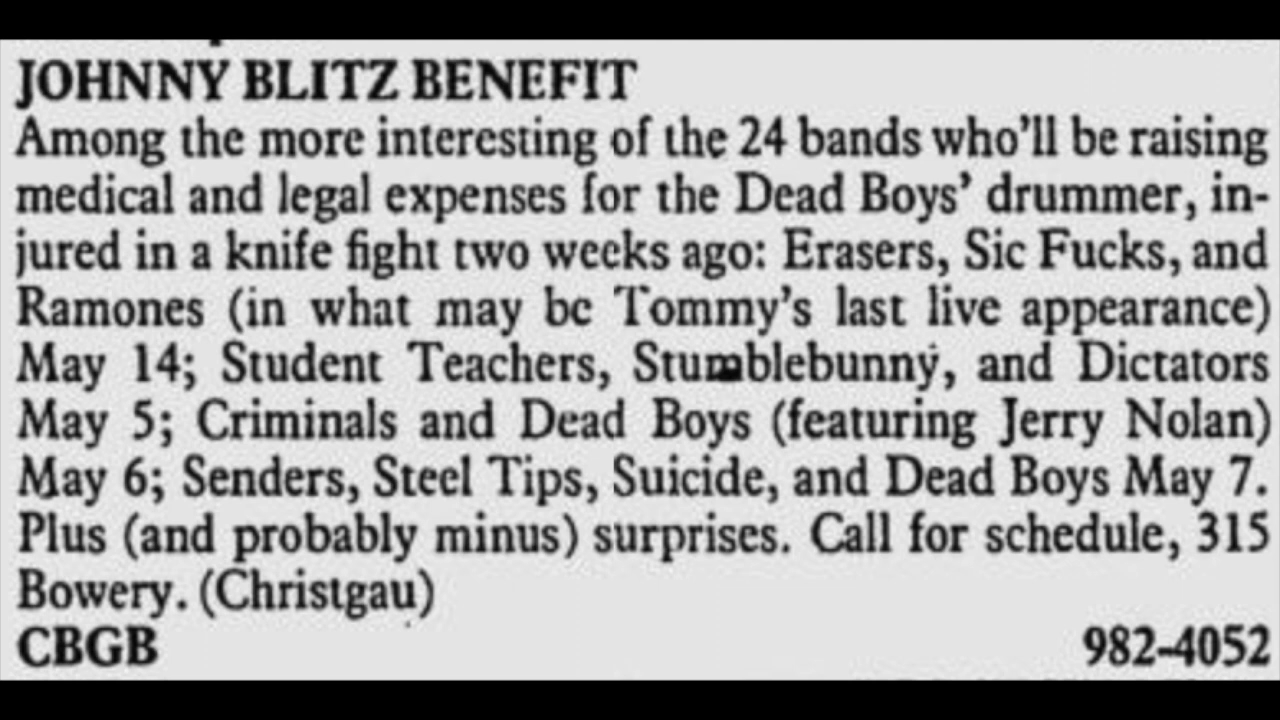 JOHNNY BLITZ BENEFIT
Among the more interesting of the 24 bands who'll be raising
medical and legal expenses for the Dead Boys' drummer, in-
jured in a knife fight two weeks ago: Erasers, Sic Fucks, and
Ramones (in what may be Tommy's last live appearance)
May 14; Student Teachers, Stumblebunny, and Dictators
May 5; Criminals and Dead Boys (featuring Jerry Nolan)
May 6; Senders, Steel Tips, Suicide, and Dead Boys May 7.
Plus (and probably minus) surprises. Call for schedule, 315
Bowery. (Christgau)
CBGB 982-4052